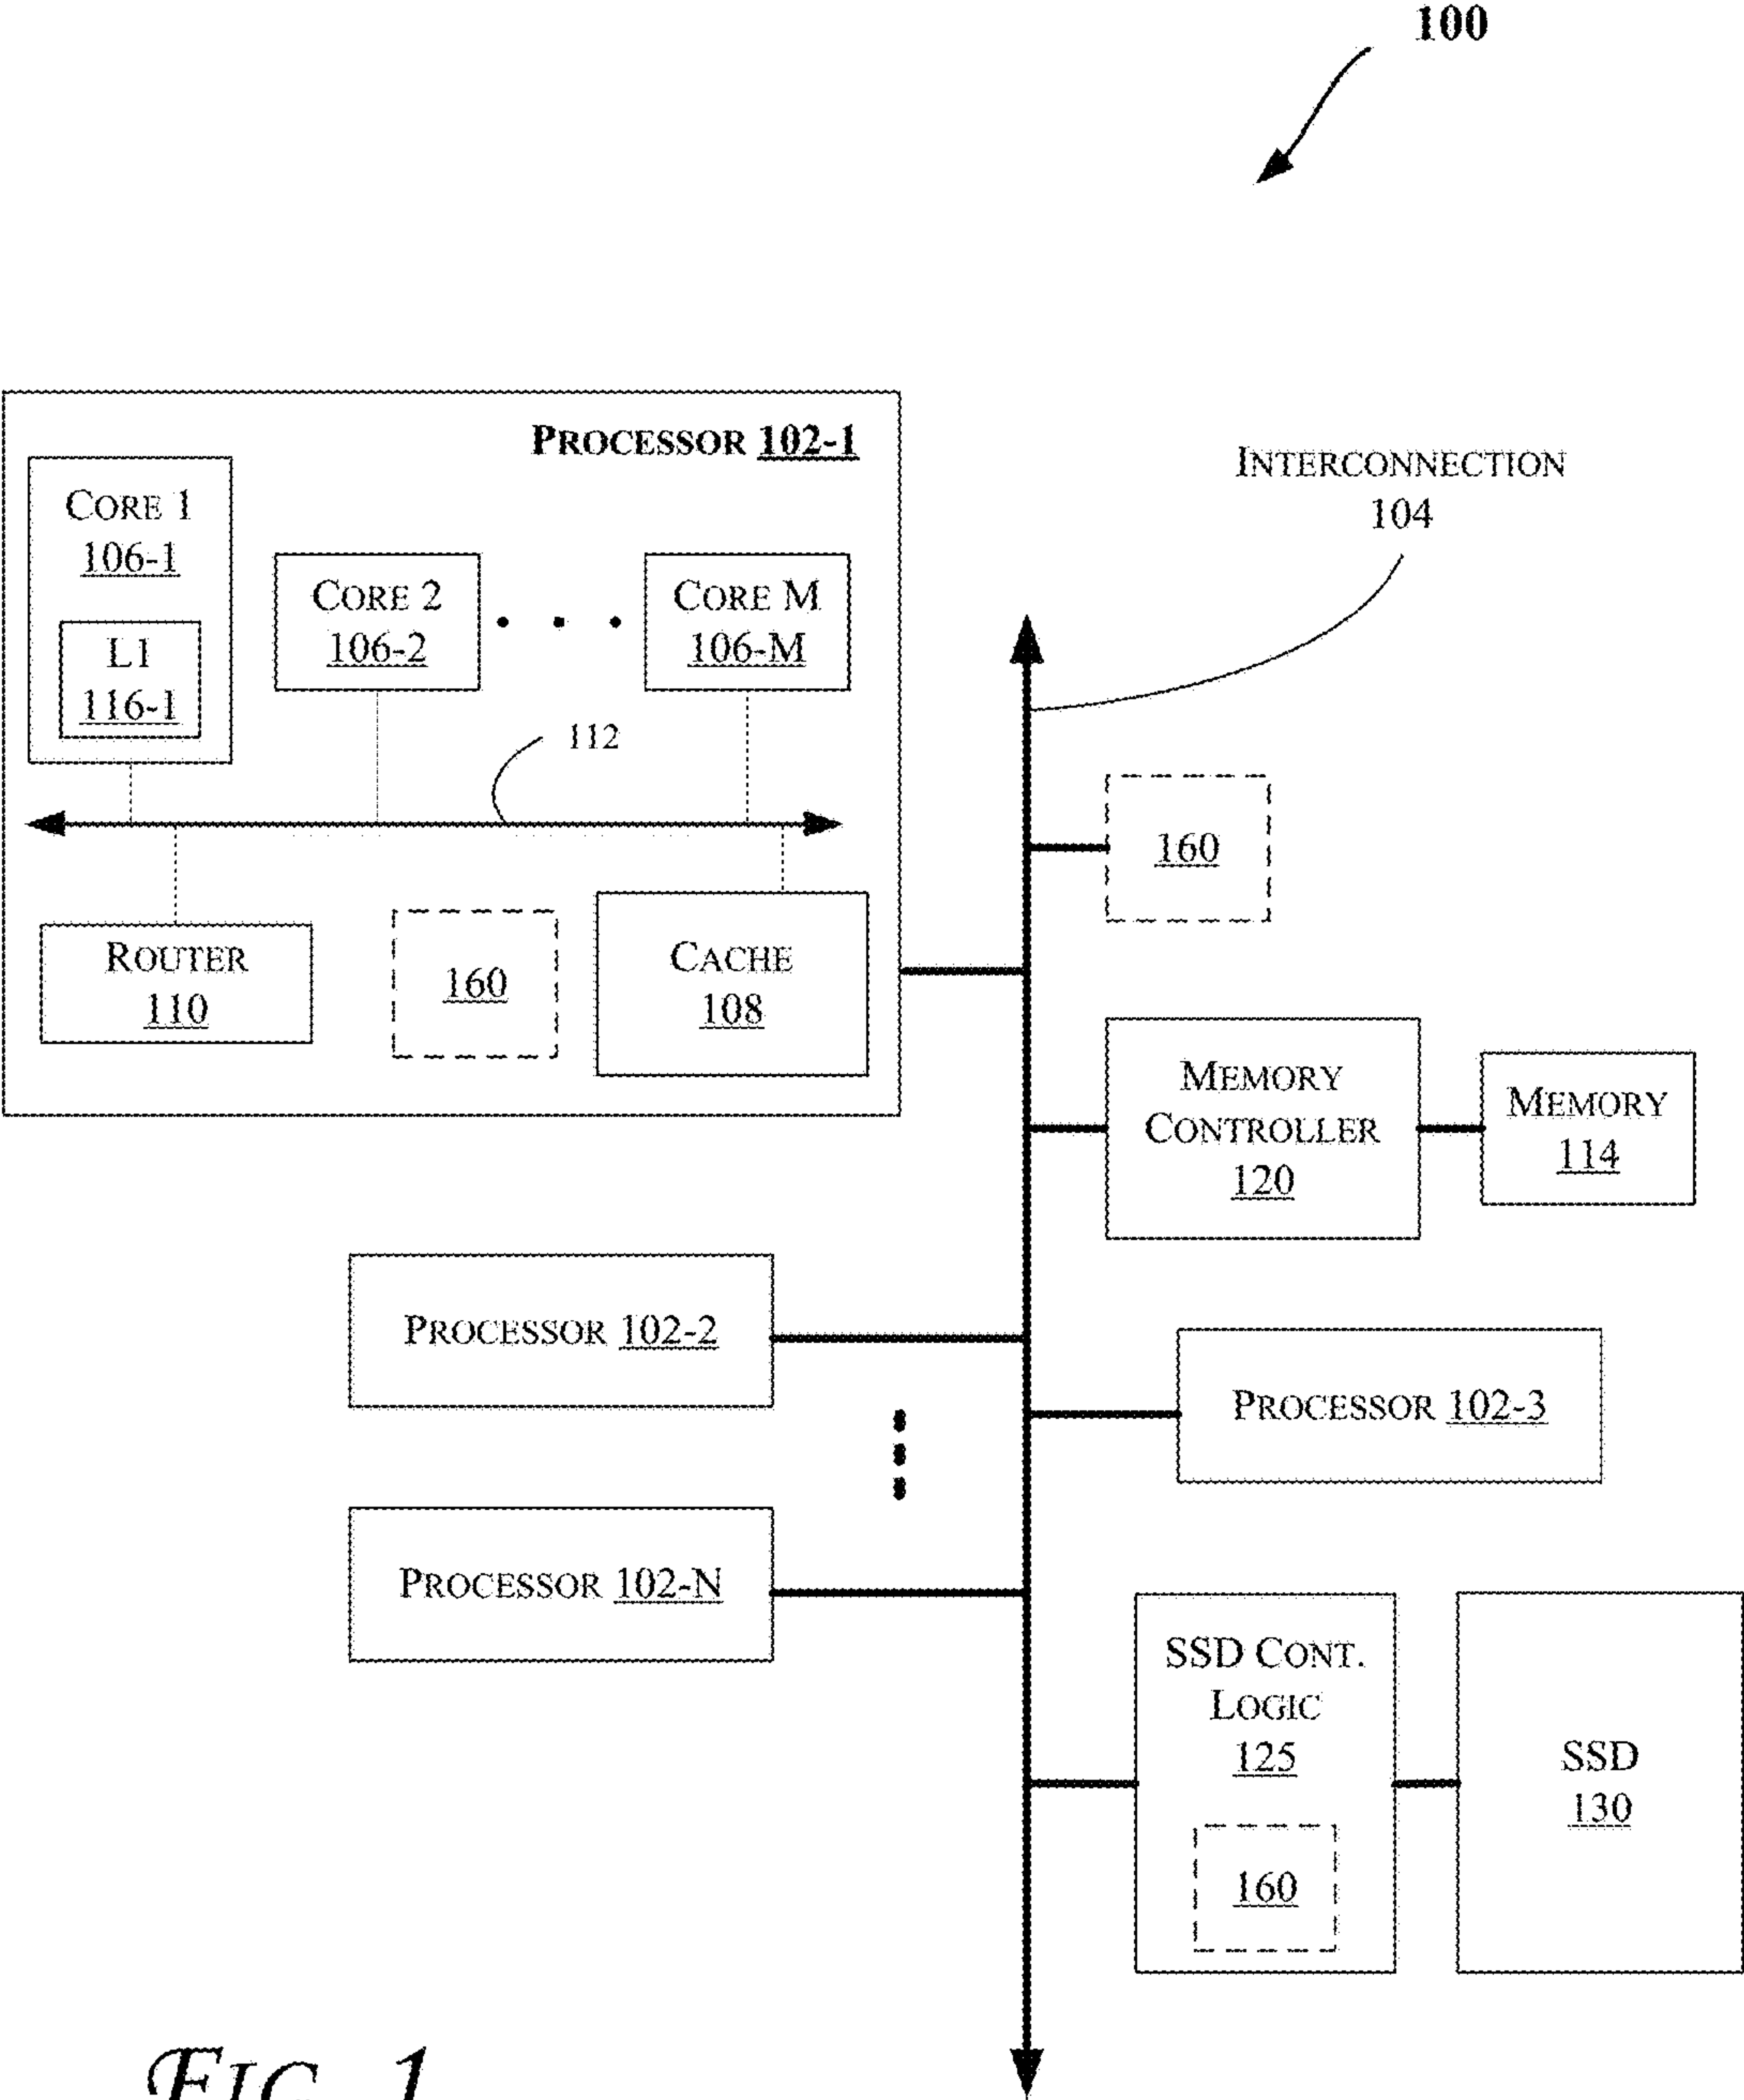 100
PROCESSOR 102-1
CORE 1
106-1
L1
116-1
CORE 2
106-2
CORE M
106-M
112
ROUTER
110
160
CACHE
108
INTERCONNECTION
104
160
MEMORY
CONTROLLER
120
MEMORY
114
PROCESSOR 102-2
PROCESSOR 102-3
PROCESSOR 102-N
SSD CONT.
LOGIC
125
160
SSD
130
FIG. 1